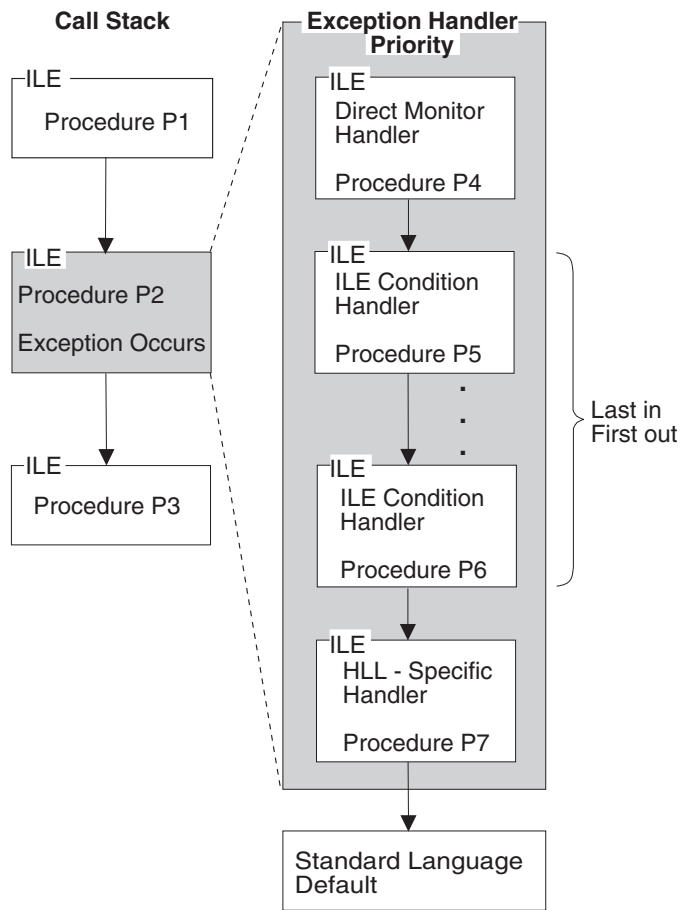 Call Stack
ILE
Procedure P1
ILE
Procedure P2
Exception Occurs
ILE
Procedure P3
Exception Handler
Priority
ILE
Direct Monitor
Handler
Procedure P4
ILE
ILE Condition
Handler
Procedure P5
ILE
ILE Condition
Handler
Procedure P6
Last in
First out
ILE
HLL - Specific
Handler
Procedure P7
Standard Language
Default